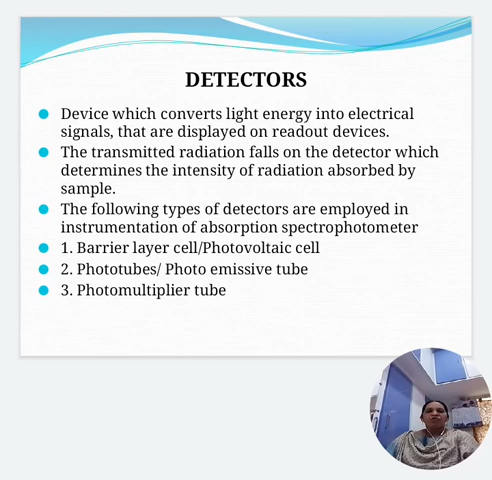 DETECTORS
Device which converts light energy into electrical
signals, that are displayed on readout devices.
The transmitted radiation falls on the detector which
determines the intensity of radiation absorbed by
sample.
The following types of detectors are employed in
instrumentation of absorption spectrophotometer
1. Barrier layer cell/Photovoltaic cell
2. Phototubes/ Photo emissive tube
3. Photomultiplier tube